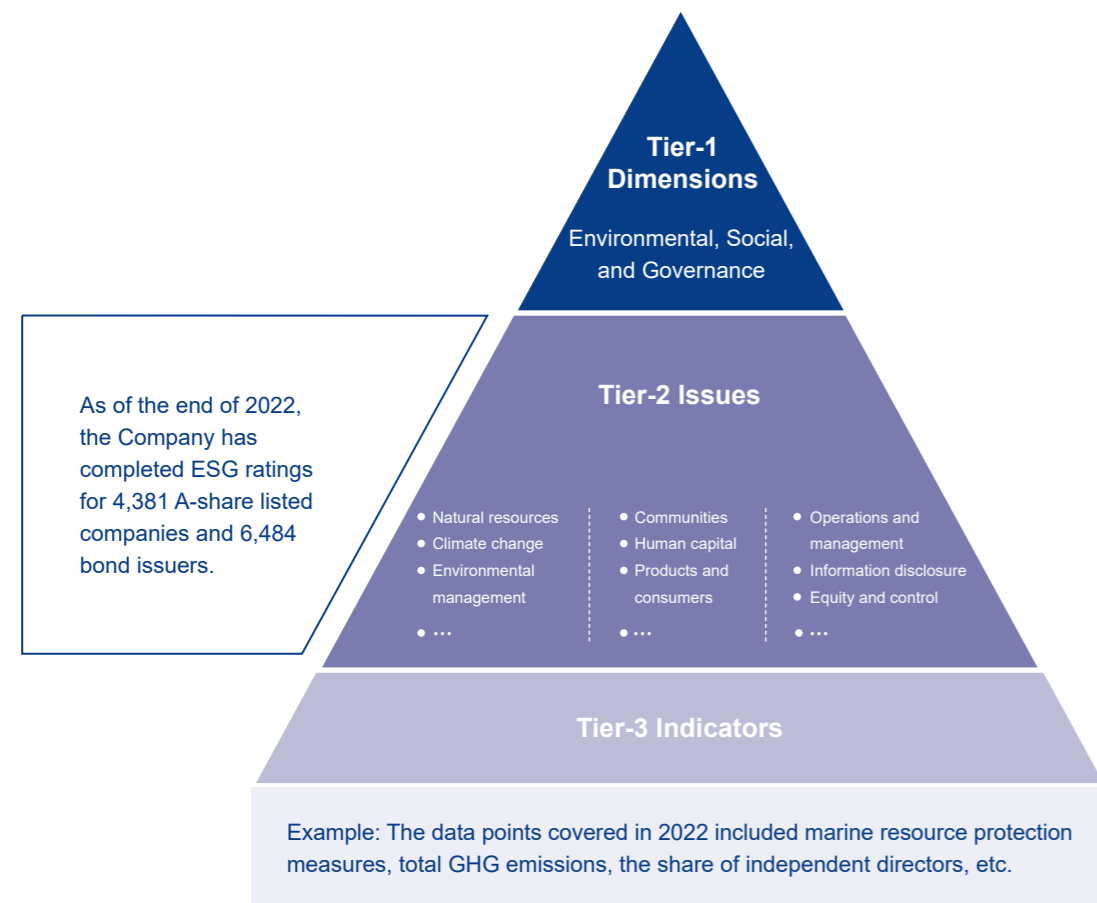 Tier-1
Dimensions
Environmental, Social,
and Governance
As of the end of 2022,
the Company has
completed ESG ratings
for 4,381 A-share listed
companies and 6,484
bond issuers.
Tier-2 Issues
• Natural resources
• Climate change
• Environmental
management
• ...
• Communities
• Human capital
• Products and
consumers
• ...
• Operations and
management
• Information disclosure
• Equity and control
• ...
Tier-3 Indicators
Example: The data points covered in 2022 included marine resource protection
measures, total GHG emissions, the share of independent directors, etc.